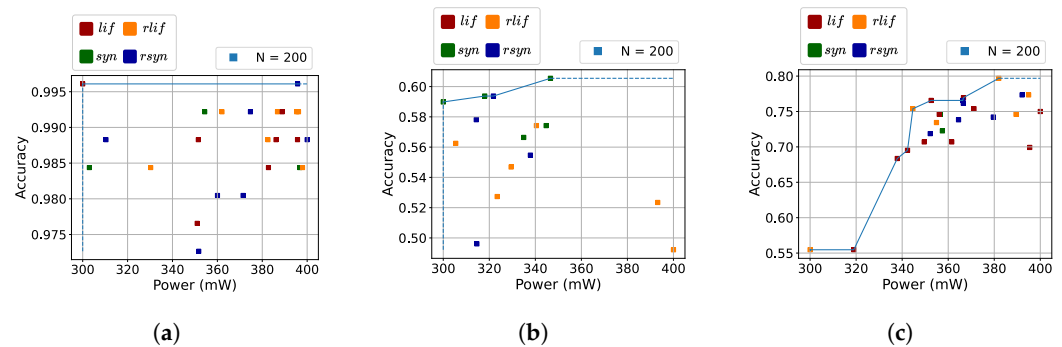 lif rlif
syn rsyn
N = 200
0.995
0.990
0.985
0.980
0.975
Accuracy
300 320 340 360 380 400
Power (mW)
(a)
lif rlif
syn rsyn
N = 200
0.60
0.58
0.56
0.54
0.52
0.50
Accuracy
300 320 340 360 380 400
Power (mW)
(b)
lif rlif
syn rsyn
N = 200
0.80
0.75
0.70
0.65
0.60
0.55
Accuracy
300 320 340 360 380 400
Power (mW)
(c)